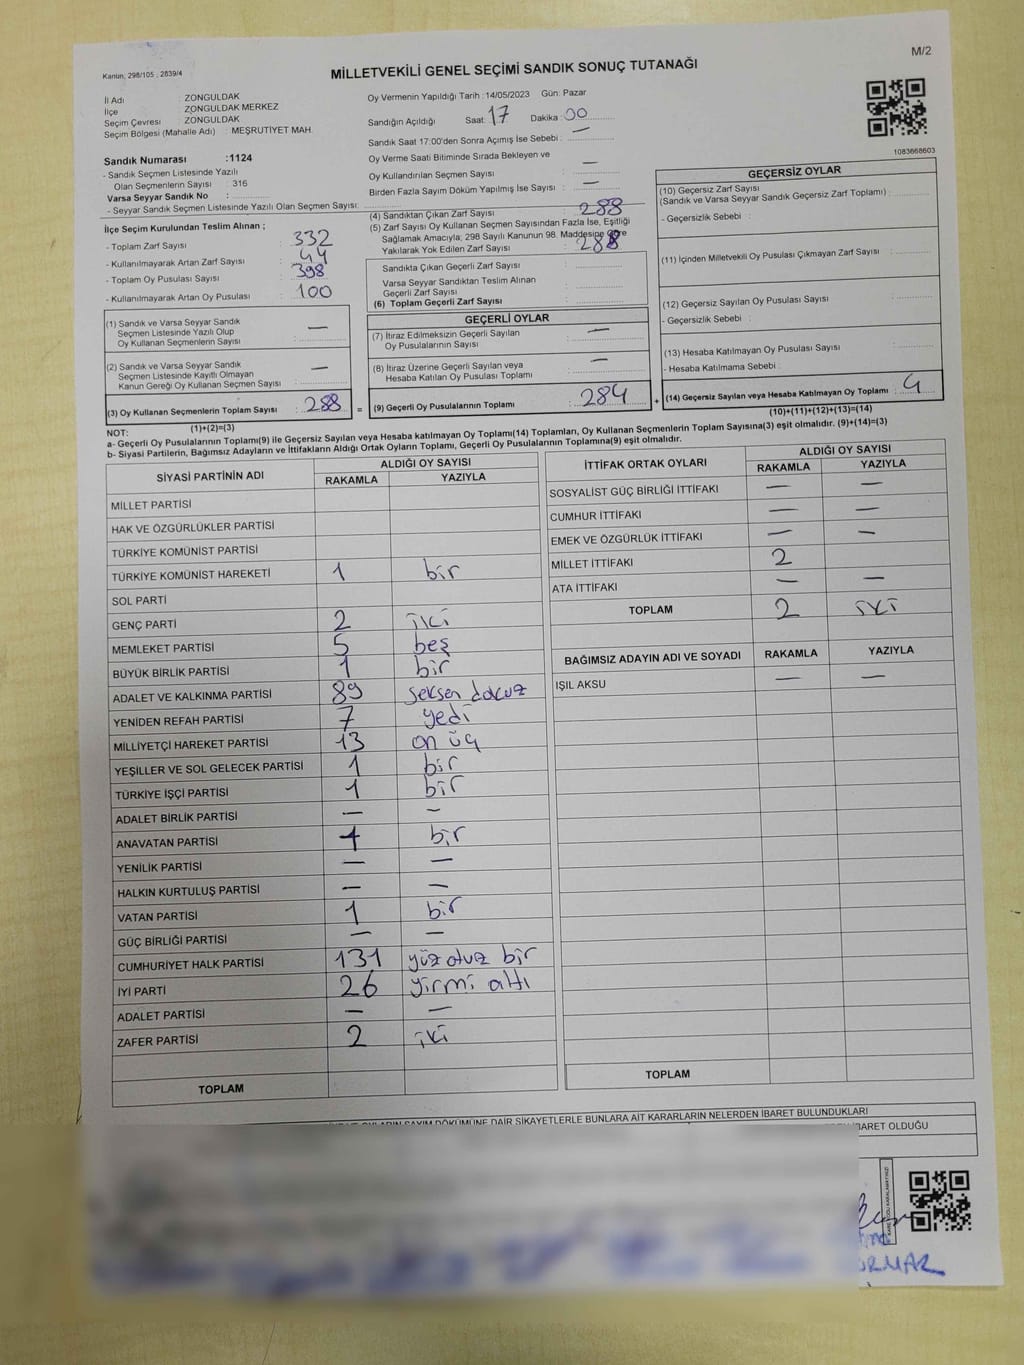 M/2
Kanun, 298/105 , 2839/4
MİLLETVEKİLİ GENEL SEÇİMİ SANDIK SONUÇ TUTANAĞI
İl Adı : ZONGULDAK
İlçe : ZONGULDAK MERKEZ
Seçim Çevresi : ZONGULDAK
Seçim Bölgesi (Mahalle Adı) : MEŞRUTİYET MAH.
Sandık Numarası :1124
- Sandık Seçmen Listesinde Yazılı
Olan Seçmenlerin Sayısı : 316
Varsa Seyyar Sandık No :
- Seyyar Sandık Seçmen Listesinde Yazılı Olan Seçmen Sayısı:
Oy Vermenin Yapıldığı Tarih :14/05/2023 Gün: Pazar
Sandığın Açıldığı Saat: 17 Dakika : 00
Sandık Saat 17:00'den Sonra Açımış İse Sebebi : —
Oy Verme Saati Bitiminde Sırada Bekleyen ve
Oy Kullandırılan Seçmen Sayısı : —
Birden Fazla Sayım Döküm Yapılmış İse Sayısı : —
1083668603
İlçe Seçim Kurulundan Teslim Alınan ;
- Toplam Zarf Sayısı : 332
- Kullanılmayarak Artan Zarf Sayısı : 44
- Toplam Oy Pusulası Sayısı : 398
- Kullanılmayarak Artan Oy Pusulası : 100
(4) Sandıktan Çıkan Zarf Sayısı : 288
(5) Zarf Sayısı Oy Kullanan Seçmen Sayısından Fazla İse, Eşitliği
Sağlamak Amacıyla; 298 Sayılı Kanunun 98. Maddesine Göre
Yakılarak Yok Edilen Zarf Sayısı : 288
Sandıkta Çıkan Geçerli Zarf Sayısı :
Varsa Seyyar Sandıktan Teslim Alınan
Geçerli Zarf Sayısı :
(6) Toplam Geçerli Zarf Sayısı :
GEÇERSİZ OYLAR
(10) Geçersiz Zarf Sayısı
(Sandık ve Varsa Seyyar Sandık Geçersiz Zarf Toplamı) :
- Geçersizlik Sebebi :
(11) İçinden Milletvekili Oy Pusulası Çıkmayan Zarf Sayısı :
(12) Geçersiz Sayılan Oy Pusulası Sayısı :
- Geçersizlik Sebebi :
(13) Hesaba Katılmayan Oy Pusulası Sayısı :
- Hesaba Katılmama Sebebi :
(14) Geçersiz Sayılan veya Hesaba Katılmayan Oy Toplamı : 4
(10)+(11)+(12)+(13)=(14)
(1) Sandık ve Varsa Seyyar Sandık
Seçmen Listesinde Yazılı Olup
Oy Kullanan Seçmenlerin Sayısı : —
(2) Sandık ve Varsa Seyyar Sandık
Seçmen Listesinde Kayıtlı Olmayan
Kanun Gereği Oy Kullanan Seçmen Sayısı : —
(3) Oy Kullanan Seçmenlerin Toplam Sayısı : 288 =
(1)+(2)=(3)
GEÇERLİ OYLAR
(7) İtiraz Edilmeksizin Geçerli Sayılan
Oy Pusulalarının Sayısı : —
(8) İtiraz Üzerine Geçerli Sayılan veya
Hesaba Katılan Oy Pusulası Toplamı : —
(9) Geçerli Oy Pusulalarının Toplamı : 284 +
NOT:
a- Geçerli Oy Pusulalarının Toplamı(9) ile Geçersiz Sayılan veya Hesaba katılmayan Oy Toplamı(14) Toplamları, Oy Kullanan Seçmenlerin Toplam Sayısına(3) eşit olmalıdır. (9)+(14)=(3)
b- Siyasi Partilerin, Bağımsız Adayların ve İttifakların Aldığı Ortak Oyların Toplamı, Geçerli Oy Pusulalarının Toplamına(9) eşit olmalıdır.
SİYASİ PARTİNİN ADI ALDIĞI OY SAYISI
RAKAMLA YAZIYLA
MİLLET PARTİSİ
HAK VE ÖZGÜRLÜKLER PARTİSİ
TÜRKİYE KOMÜNİST PARTİSİ
TÜRKİYE KOMÜNİST HAREKETİ 1 bir
SOL PARTİ
GENÇ PARTİ 2 iki
MEMLEKET PARTİSİ 5 beş
BÜYÜK BİRLİK PARTİSİ 1 bir
ADALET VE KALKINMA PARTİSİ 89 seksen dokuz
YENİDEN REFAH PARTİSİ 7 yedi
MİLLİYETÇİ HAREKET PARTİSİ 13 on üç
YEŞİLLER VE SOL GELECEK PARTİSİ 1 bir
TÜRKİYE İŞÇİ PARTİSİ 1 bir
ADALET BİRLİK PARTİSİ — —
ANAVATAN PARTİSİ 1 bir
YENİLİK PARTİSİ — —
HALKIN KURTULUŞ PARTİSİ — —
VATAN PARTİSİ 1 bir
GÜÇ BİRLİĞİ PARTİSİ — —
CUMHURİYET HALK PARTİSİ 131 yüz otuz bir
İYİ PARTİ 26 yirmi altı
ADALET PARTİSİ — —
ZAFER PARTİSİ 2 iki
TOPLAM
İTTİFAK ORTAK OYLARI ALDIĞI OY SAYISI
RAKAMLA YAZIYLA
SOSYALİST GÜÇ BİRLİĞİ İTTİFAKI — —
CUMHUR İTTİFAKI — —
EMEK VE ÖZGÜRLÜK İTTİFAKI — —
MİLLET İTTİFAKI 2
ATA İTTİFAKI — —
TOPLAM 2 iki
BAĞIMSIZ ADAYIN ADI VE SOYADI RAKAMLA YAZIYLA
IŞIL AKSU — —
TOPLAM
SAYIM DÖKÜMÜNE DAİR ŞİKAYETLERLE BUNLARA AİT KARARLARIN NELERDEN İBARET BULUNDUKLARI
İBARET OLDUĞU